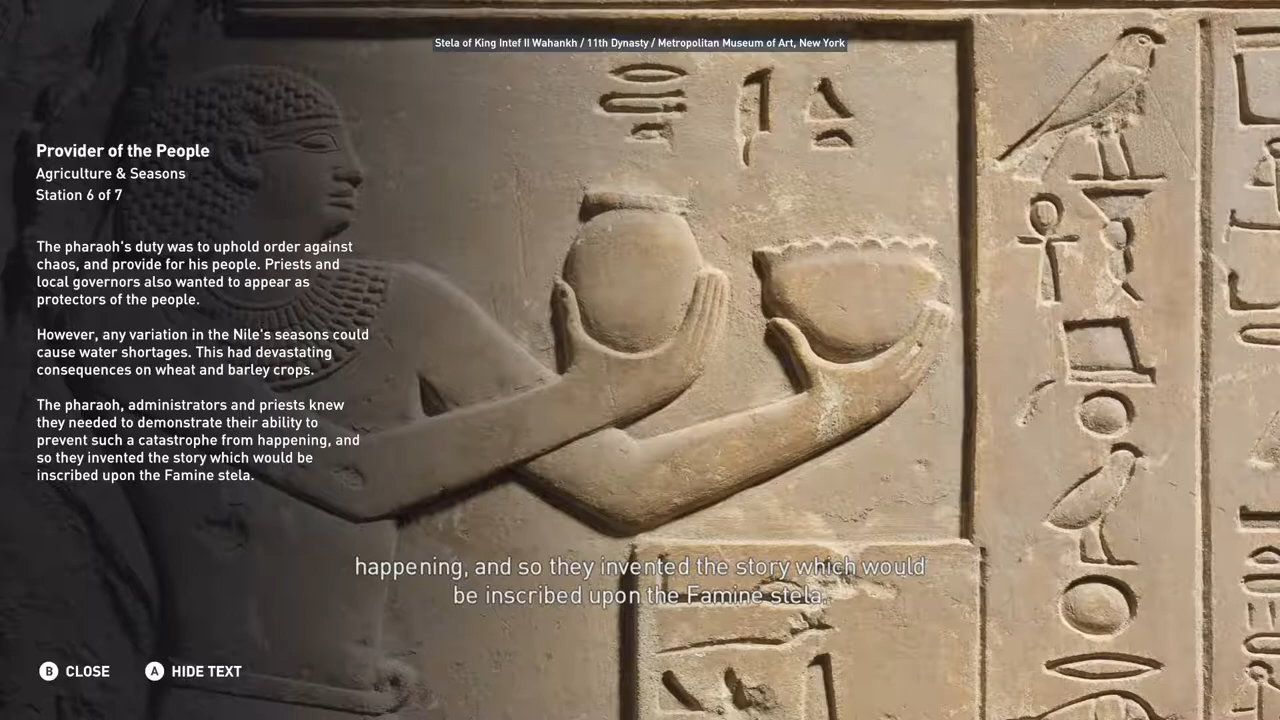 Stela of King Intef II Wahankh / 11th Dynasty / Metropolitan Museum of Art, New York
Provider of the People
Agriculture & Seasons
Station 6 of 7
The pharaoh's duty was to uphold order against
chaos, and provide for his people. Priests and
local governors also wanted to appear as
protectors of the people.
However, any variation in the Nile's seasons could
cause water shortages. This had devastating
consequences on wheat and barley crops.
The pharaoh, administrators and priests knew
they needed to demonstrate their ability to
prevent such a catastrophe from happening, and
so they invented the story which would be
inscribed upon the Famine stela.
happening, and so they invented the story which would
be inscribed upon the Famine stela.
B CLOSE
A HIDE TEXT